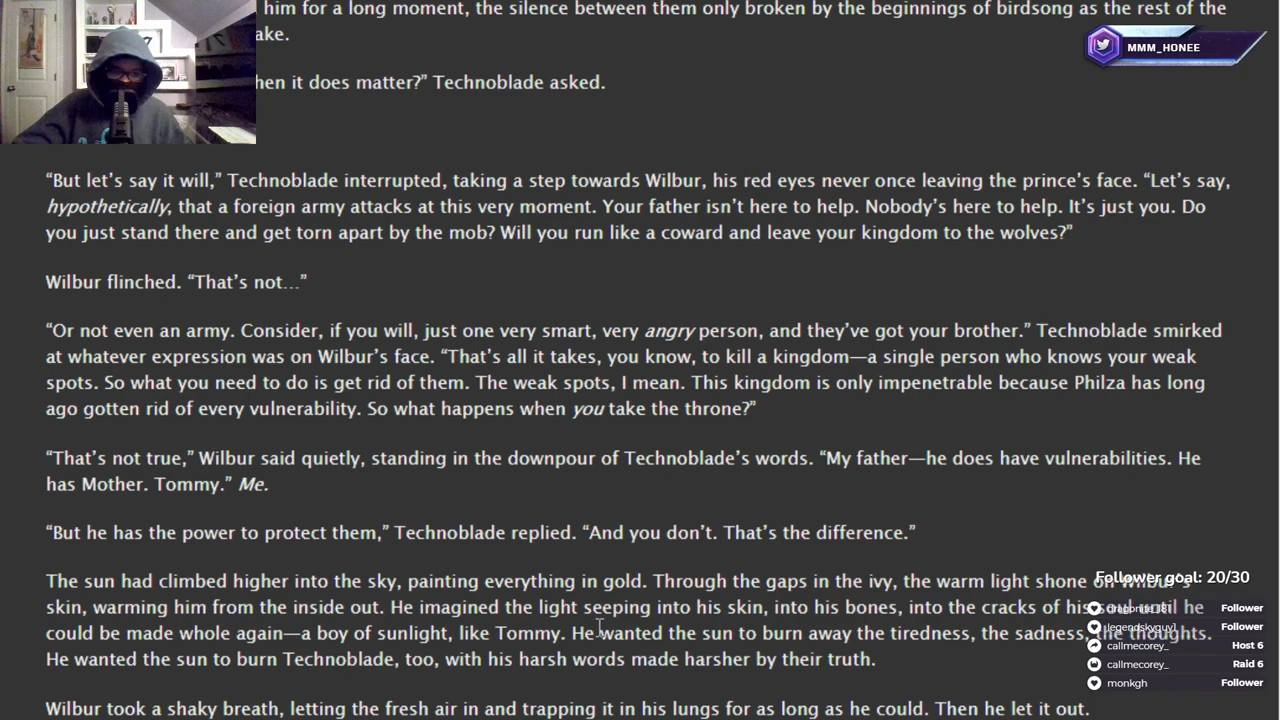 him for a long moment, the silence between them only broken by the beginnings of birdsong as the rest of the
ake.
MMM_HONEE
hen it does matter?” Technoblade asked.
“But let’s say it will,” Technoblade interrupted, taking a step towards Wilbur, his red eyes never once leaving the prince’s face. “Let’s say,
hypothetically, that a foreign army attacks at this very moment. Your father isn’t here to help. Nobody’s here to help. It’s just you. Do
you just stand there and get torn apart by the mob? Will you run like a coward and leave your kingdom to the wolves?”
Wilbur flinched. “That’s not…”
“Or not even an army. Consider, if you will, just one very smart, very angry person, and they’ve got your brother.” Technoblade smirked
at whatever expression was on Wilbur’s face. “That’s all it takes, you know, to kill a kingdom—a single person who knows your weak
spots. So what you need to do is get rid of them. The weak spots, I mean. This kingdom is only impenetrable because Philza has long
ago gotten rid of every vulnerability. So what happens when you take the throne?”
“That’s not true,” Wilbur said quietly, standing in the downpour of Technoblade’s words. “My father—he does have vulnerabilities. He
has Mother. Tommy.” Me.
“But he has the power to protect them,” Technoblade replied. “And you don’t. That’s the difference.”
The sun had climbed higher into the sky, painting everything in gold. Through the gaps in the ivy, the warm light shone on Wilbur’s
Follower goal: 20/30
skin, warming him from the inside out. He imagined the light seeping into his skin, into his bones, into the cracks of his soul until he
Follower
could be made whole again—a boy of sunlight, like Tommy. He wanted the sun to burn away the tiredness, the sadness, the thoughts.
legendskyguy1 Follower
callmecorey_ Host 6
He wanted the sun to burn Technoblade, too, with his harsh words made harsher by their truth.
callmecorey_ Raid 6
monkgh Follower
Wilbur took a shaky breath, letting the fresh air in and trapping it in his lungs for as long as he could. Then he let it out.